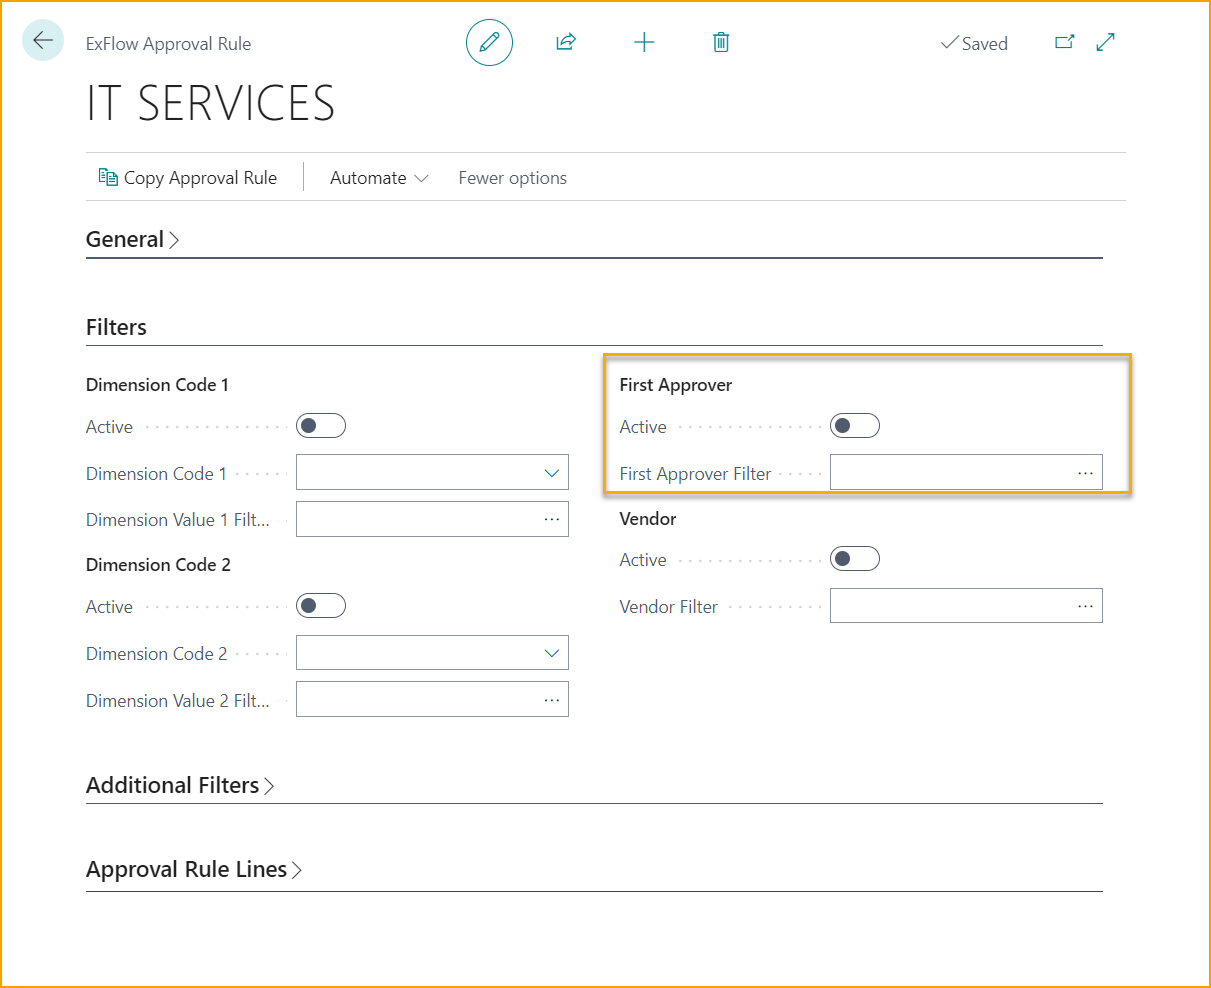 ExFlow Approval Rule
Saved
IT SERVICES
Copy Approval Rule
Automate
Fewer options
General
Filters
Dimension Code 1
Active
Dimension Code 1
Dimension Value 1 Filt...
Dimension Code 2
Active
Dimension Code 2
Dimension Value 2 Filt...
First Approver
Active
First Approver Filter
Vendor
Active
Vendor Filter
Additional Filters
Approval Rule Lines